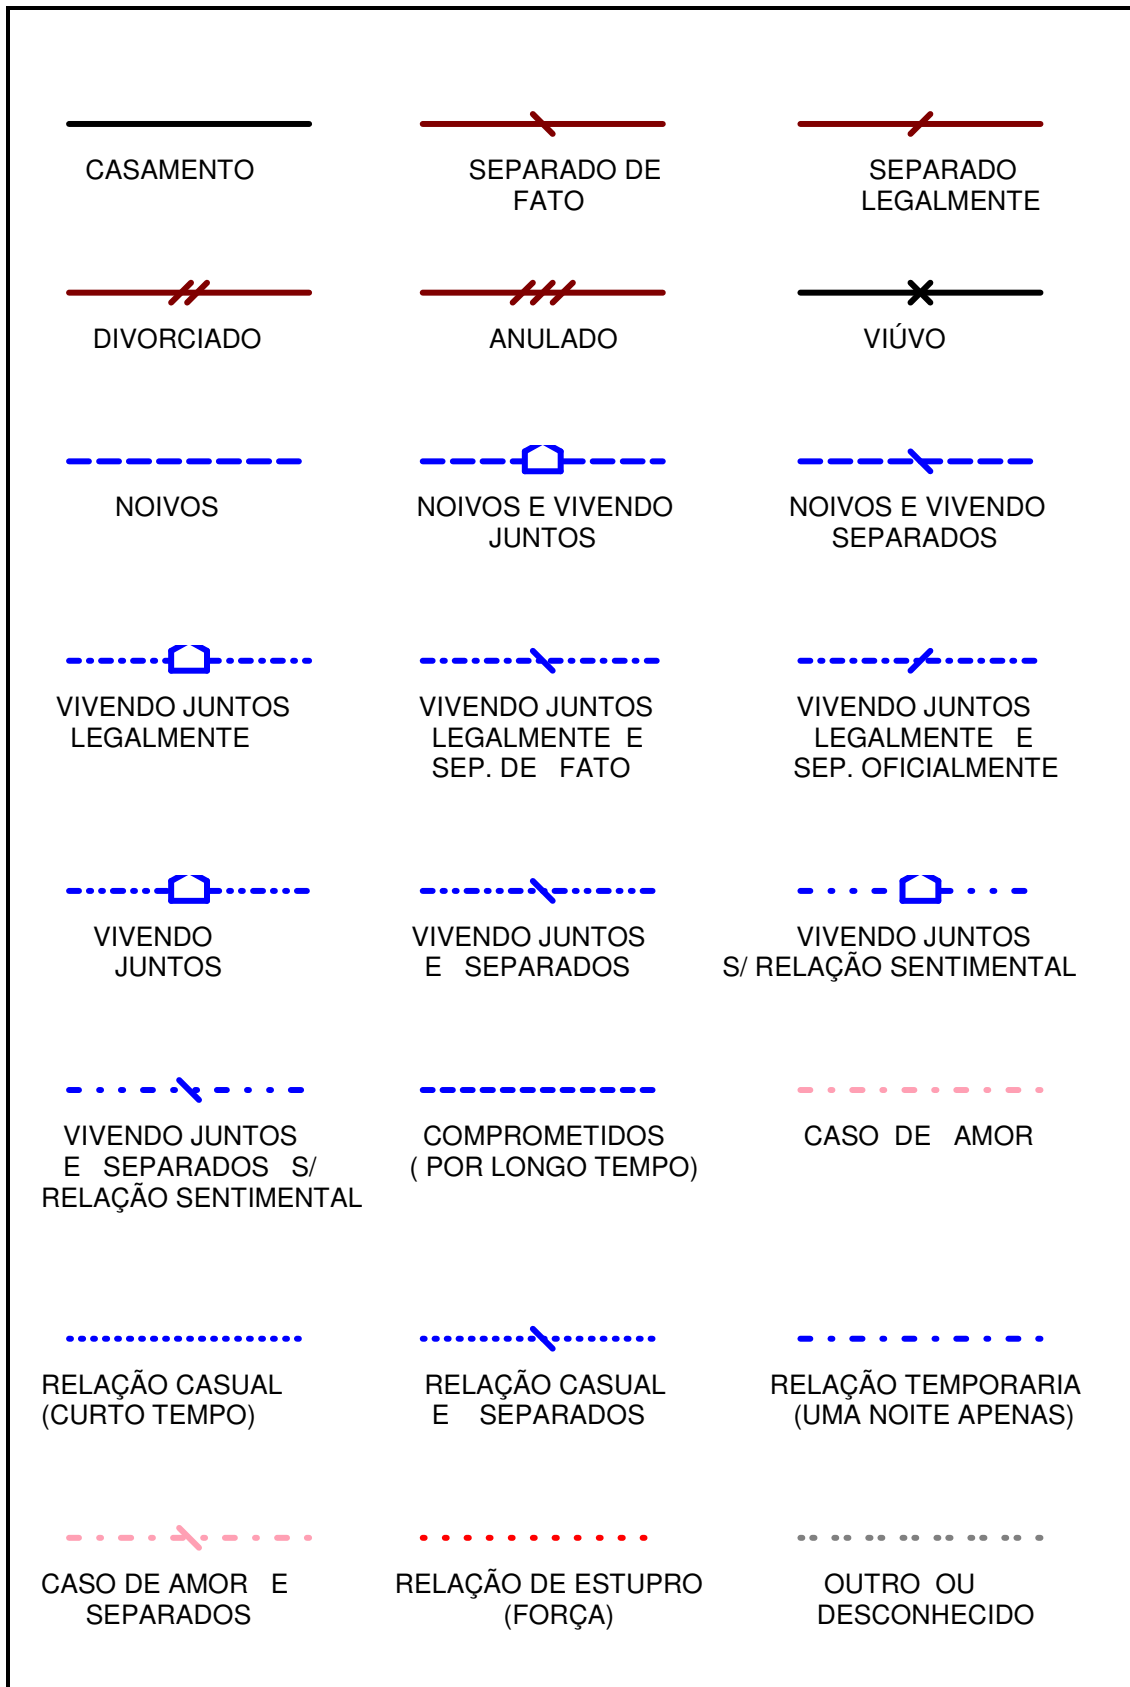 CASAMENTO
SEPARADO DE
FATO
SEPARADO
LEGALMENTE
DIVORCIADO
ANULADO
VIÚVO
NOIVOS
NOIVOS E VIVENDO
JUNTOS
NOIVOS E VIVENDO
SEPARADOS
VIVENDO JUNTOS
LEGALMENTE
VIVENDO JUNTOS
LEGALMENTE E
SEP. DE FATO
VIVENDO JUNTOS
LEGALMENTE E
SEP. OFICIALMENTE
VIVENDO
JUNTOS
VIVENDO JUNTOS
E SEPARADOS
VIVENDO JUNTOS
S/ RELAÇÃO SENTIMENTAL
VIVENDO JUNTOS
E SEPARADOS S/
RELAÇÃO SENTIMENTAL
COMPROMETIDOS
( POR LONGO TEMPO)
CASO DE AMOR
RELAÇÃO CASUAL
(CURTO TEMPO)
RELAÇÃO CASUAL
E SEPARADOS
RELAÇÃO TEMPORARIA
(UMA NOITE APENAS)
CASO DE AMOR E
SEPARADOS
RELAÇÃO DE ESTUPRO
(FORÇA)
OUTRO OU
DESCONHECIDO